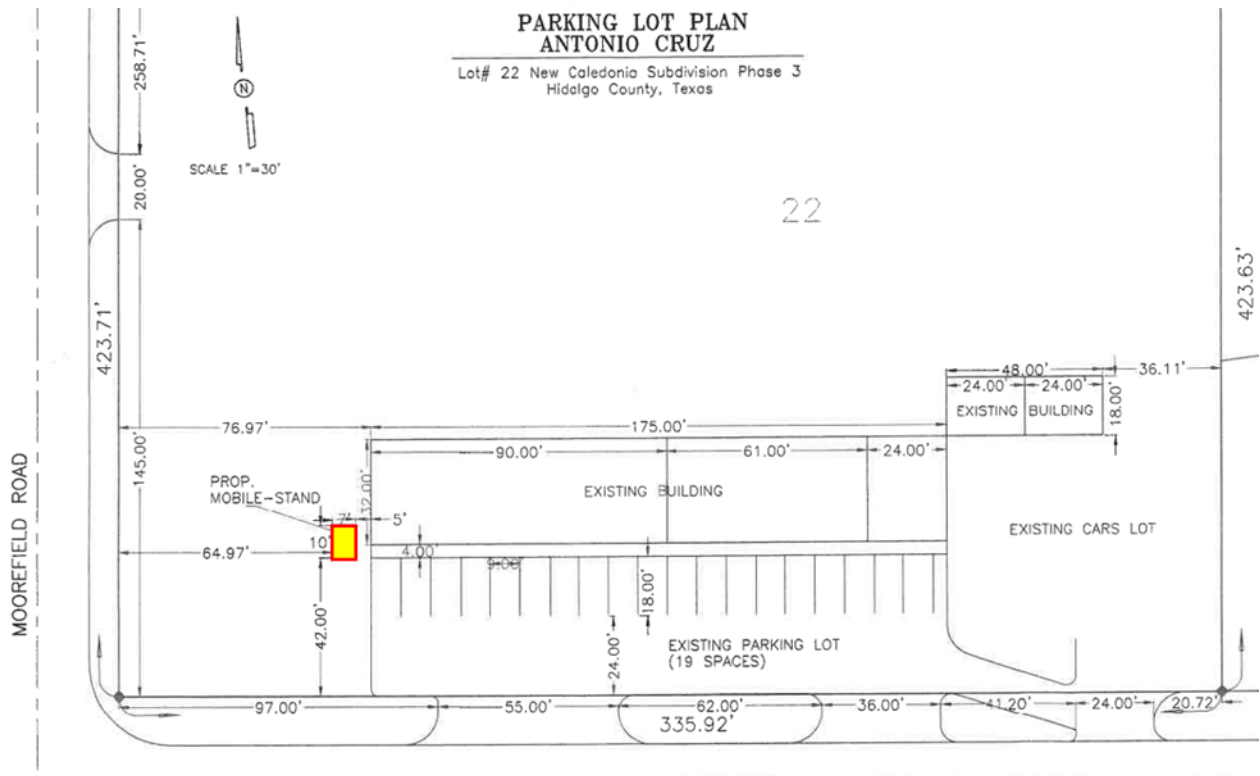 PARKING LOT PLAN
ANTONIO CRUZ
Lot# 22 New Caledonia Subdivision Phase 3
Hidalgo County, Texas
N
SCALE 1"=30'
258.71'
20.00'
423.71'
145.00'
MOOREFIELD ROAD
22
423.63'
48.00'
36.11'
24.00'
24.00'
18.00'
EXISTING BUILDING
76.97'
175.00'
90.00'
61.00'
24.00'
32.00'
EXISTING BUILDING
PROP.
MOBILE-STAND
7'
5'
10'
64.97'
4.00'
9.00'
18.00'
EXISTING CARS LOT
42.00'
24.00'
EXISTING PARKING LOT
(19 SPACES)
97.00'
55.00'
62.00'
36.00'
41.20'
24.00'
20.72'
335.92'